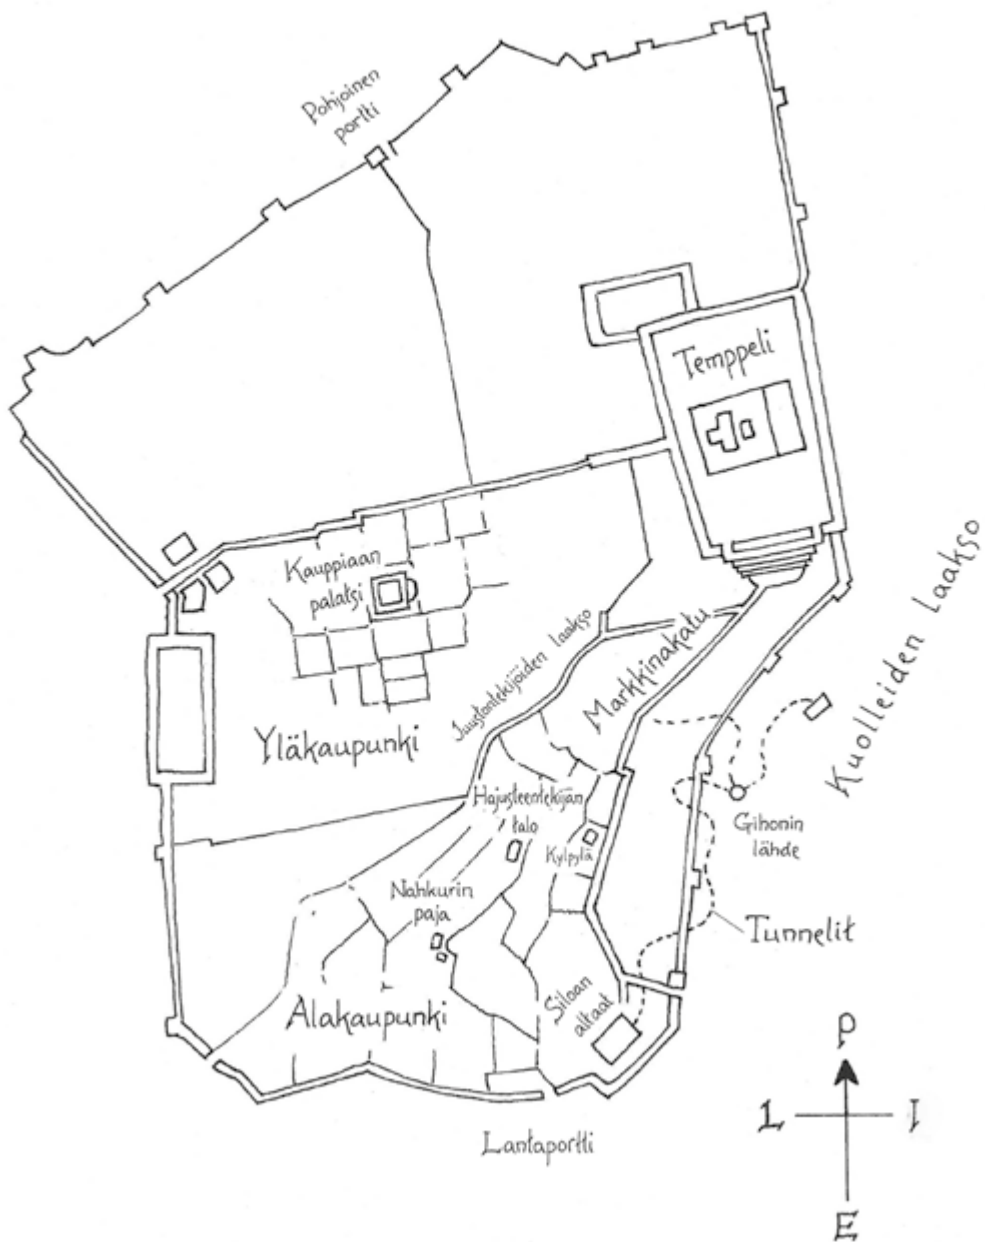 Pohjoinen
portti
Temppeli
Kauppiaan
palatsi
Juustontekijöiden laakso
Markkinakatu
Kuolleiden Laakso
Yläkaupunki
Hajusteentekijän
talo
Kylpylä
Gihonin
lähde
Nahkurin
paja
Tunnelit
Siloan
altaat
Alakaupunki
Lantaportti
P
L I
E